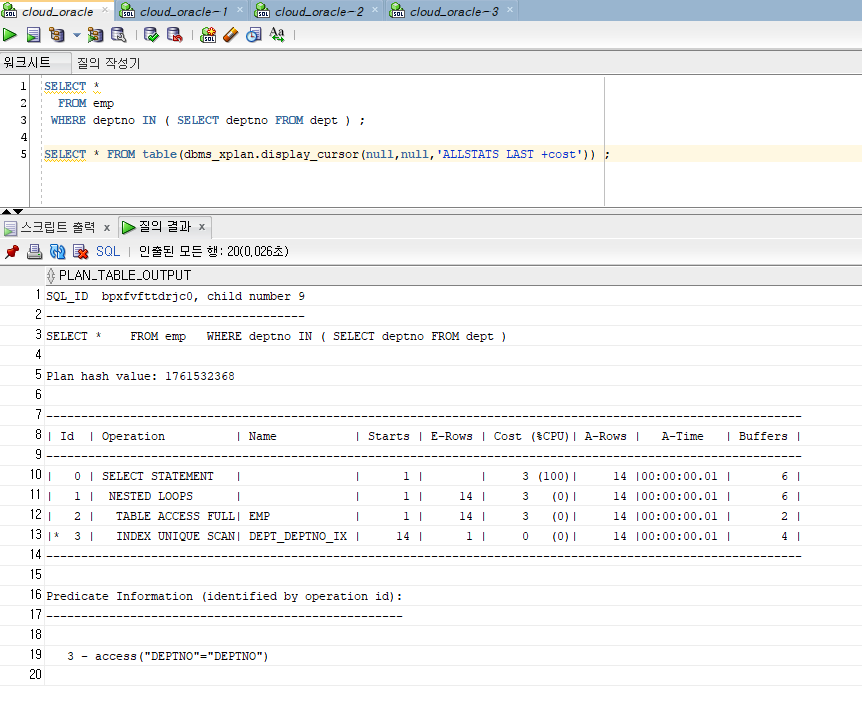 cloud_oracle × cloud_oracle~1 × cloud_oracle~2 × cloud_oracle~3 ×
워크시트 질의 작성기
1 SELECT *
2 FROM emp
3 WHERE deptno IN ( SELECT deptno FROM dept ) ;
4
5 SELECT * FROM table(dbms_xplan.display_cursor(null,null,'ALLSTATS LAST +cost')) ;
스크립트 출력 x 질의 결과 x
SQL | 인출된 모든 행: 20(0,026초)
PLAN_TABLE_OUTPUT
1 SQL_ID bpxfvfttdrjc0, child number 9
2 -------------------------------------
3 SELECT * FROM emp WHERE deptno IN ( SELECT deptno FROM dept )
4
5 Plan hash value: 1761532368
6
7 ------------------------------------------------------------------------------------------------------------
8 | Id | Operation | Name | Starts | E-Rows | Cost (%CPU)| A-Rows | A-Time | Buffers |
9 ------------------------------------------------------------------------------------------------------------
10 | 0 | SELECT STATEMENT | | 1 | | 3 (100)| 14 |00:00:00.01 | 6 |
11 | 1 | NESTED LOOPS | | 1 | 14 | 3 (0)| 14 |00:00:00.01 | 6 |
12 | 2 | TABLE ACCESS FULL| EMP | 1 | 14 | 3 (0)| 14 |00:00:00.01 | 2 |
13 |* 3 | INDEX UNIQUE SCAN| DEPT_DEPTNO_IX | 14 | 1 | 0 (0)| 14 |00:00:00.01 | 4 |
14 ------------------------------------------------------------------------------------------------------------
15
16 Predicate Information (identified by operation id):
17 ---------------------------------------------------
18
19 3 - access("DEPTNO"="DEPTNO")
20